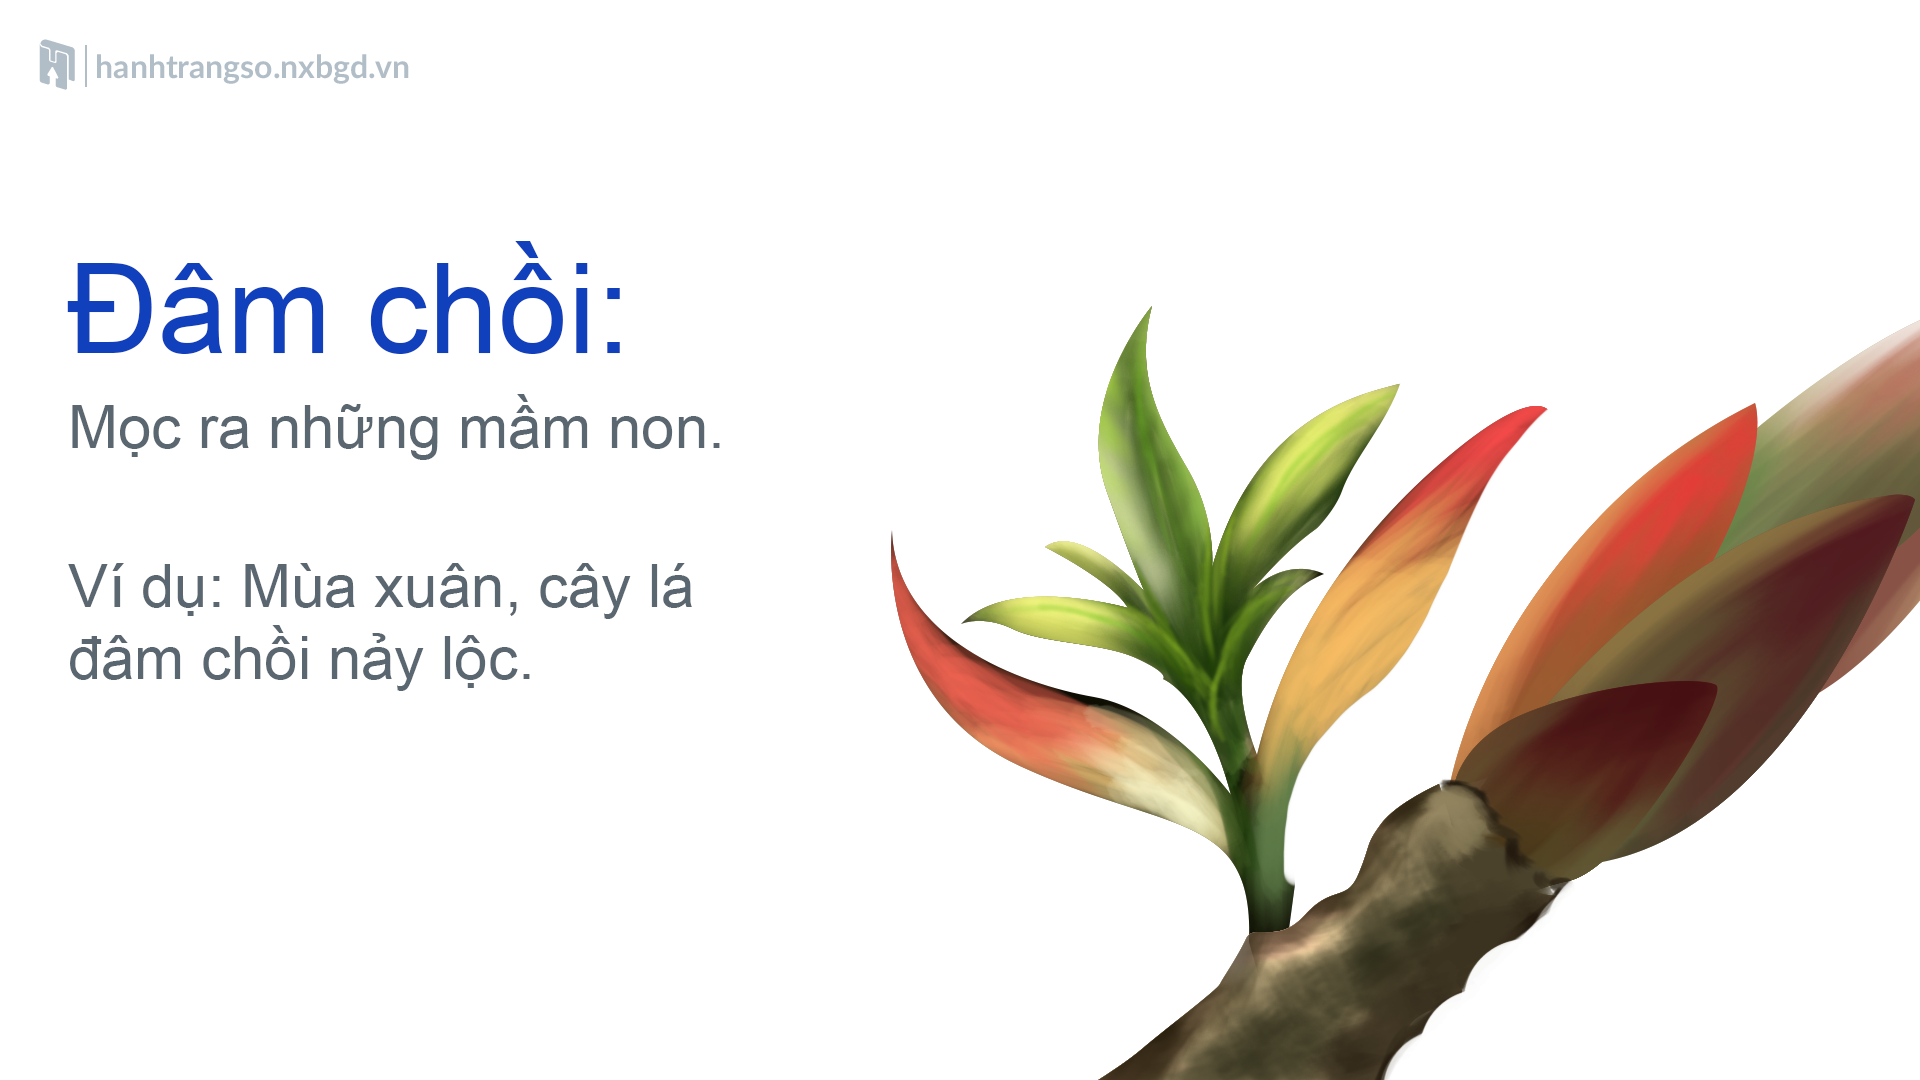 hanhtrangso.nxbgd.vn
Đâm chồi:
Mọc ra những mầm non.
Ví dụ: Mùa xuân, cây lá
đâm chồi nảy lộc.